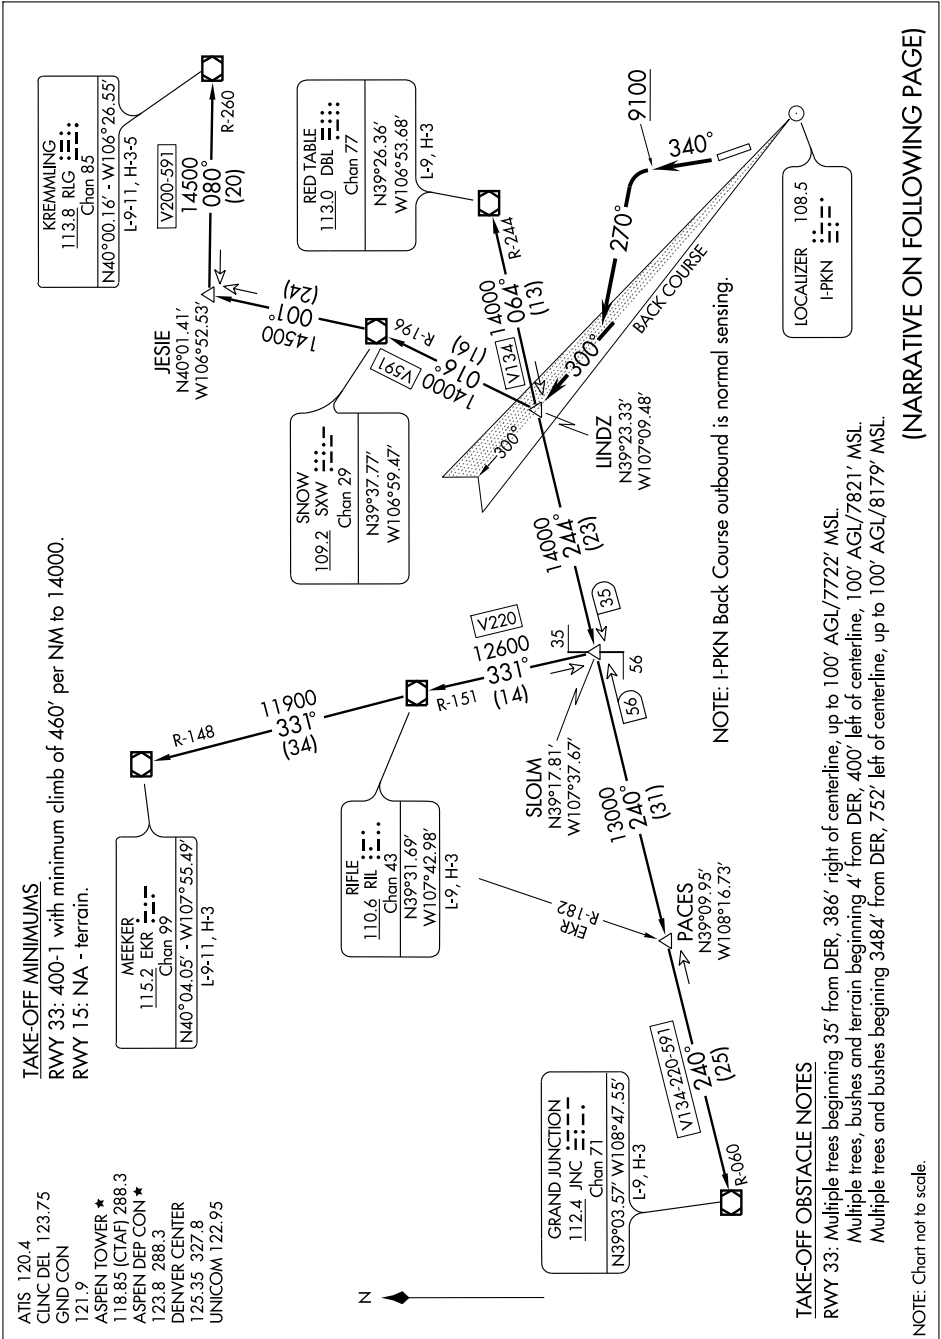 ATIS 120.4
CLNC DEL 123.75
GND CON
121.9
ASPEN TOWER ★
118.85 (CTAF) 288.3
ASPEN DEP CON ★
123.8 288.3
DENVER CENTER
125.35 327.8
UNICOM 122.95
TAKE-OFF MINIMUMS
RWY 33: 400-1 with minimum climb of 460' per NM to 14000.
RWY 15: NA - terrain.
N
MEEKER
115.2 EKR
Chan 99
N40°04.05' - W107°55.49'
L-9-11, H-3
R-148
11900
331°
(34)
RIFLE
110.6 RIL
Chan 43
N39°31.69'
W107°42.98'
L-9, H-3
R-151
V220
12600
331°
(14)
KREMMLING
113.8 RLG
Chan 85
N40°00.16' - W106°26.55'
L-9-11, H-3-5
V200-591
14500
080°
(20)
R-260
JESIE
N40°01.41'
W106°52.53'
14500
001°
(24)
SNOW
109.2 SXW
Chan 29
N39°37.77'
W106°59.47'
R-196
V591
14000
016°
(16)
RED TABLE
113.0 DBL
Chan 77
N39°26.36'
W106°53.68'
L-9, H-3
R-244
14000
064°
(13)
V134
LINDZ
N39°23.33'
W107°09.48'
300°
300°
270°
340°
9100
BACK COURSE
LOCALIZER 108.5
I-PKN
14000
244°
(23)
35
35
56
56
SLOLM
N39°17.81'
W107°37.67'
13000
240°
(31)
EKR
R-182
PACES
N39°09.95'
W108°16.73'
V134-220-591
240°
(25)
R-060
GRAND JUNCTION
112.4 JNC
Chan 71
N39°03.57' W108°47.55'
L-9, H-3
NOTE: I-PKN Back Course outbound is normal sensing.
TAKE-OFF OBSTACLE NOTES
RWY 33: Multiple trees beginning 35' from DER, 386' right of centerline, up to 100' AGL/7722' MSL.
Multiple trees, bushes and terrain beginning 4' from DER, 400' left of centerline, 100' AGL/7821' MSL.
Multiple trees and bushes begining 3484' from DER, 752' left of centerline, up to 100' AGL/8179' MSL.
(NARRATIVE ON FOLLOWING PAGE)
NOTE: Chart not to scale.